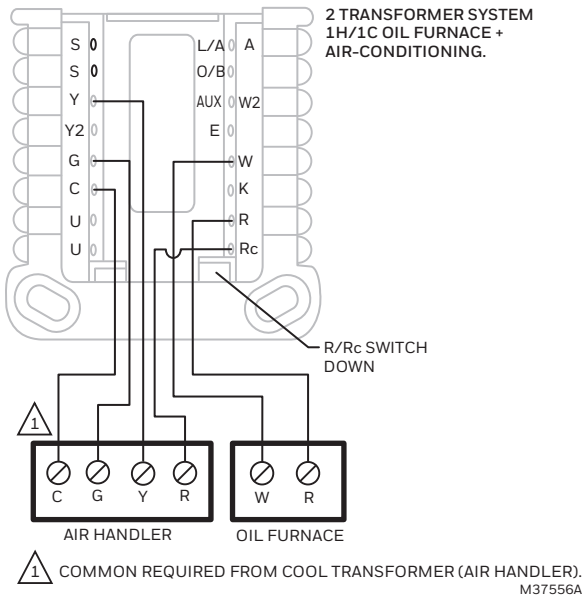 2 TRANSFORMER SYSTEM
1H/1C OIL FURNACE +
AIR-CONDITIONING.
S
S
Y
Y2
G
C
U
U
L/A A
O/B
AUX W2
E
W
K
R
Rc
R/Rc SWITCH
DOWN
1
C G Y R
W R
AIR HANDLER
OIL FURNACE
1 COMMON REQUIRED FROM COOL TRANSFORMER (AIR HANDLER).
M37556A